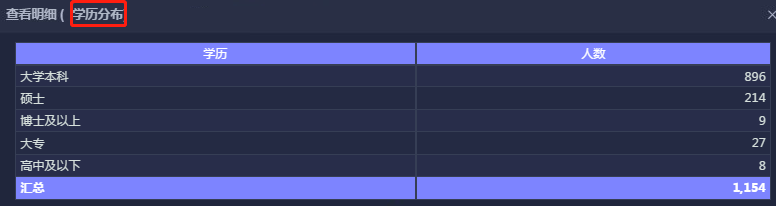 查看明细 ( 学历分布
学历 人数
大学本科 896
硕士 214
博士及以上 9
大专 27
高中及以下 8
汇总 1,154